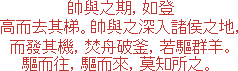 帥與之期，如登
高而去其梯。帥與之深入諸侯之地，
而發其機，焚舟破釜，若驅群羊。
驅而往，驅而來，莫知所之。